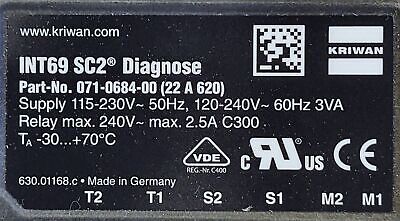 www.kriwan.com
KRIWAN
INT69 SC2® Diagnose
Part-No. 071-0684-00 (22 A 620)
Supply 115-230V~ 50Hz, 120-240V~ 60Hz 3VA
Relay max. 240V~ max. 2.5A C300
TA -30...+70°C
VDE
REG.-Nr. C400
c RU US
630.01168.c • Made in Germany
T2 T1 S2 S1 M2 M1